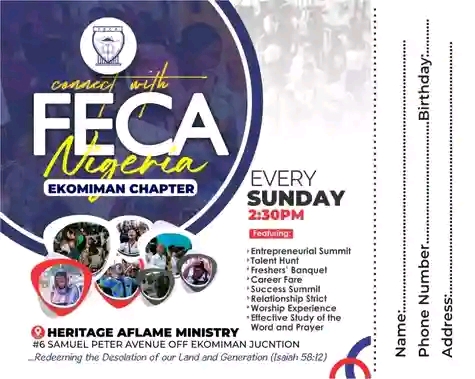 FECA
connect with
FECA
Nigeria
EKOMIMAN CHAPTER
EVERY
SUNDAY
2:30PM
Featuring:
Entrepreneurial Summit
Talent Hunt
Freshers' Banquet
Career Fare
Success Summit
Relationship Strict
Worship Experience
Effective Study of the
Word and Prayer
HERITAGE AFLAME MINISTRY
#6 SAMUEL PETER AVENUE OFF EKOMIMAN JUCNTION
...Redeeming the Desolation of our Land and Generation (Isaiah 58:12)
Name:
Phone Number
Birthday:
Address: